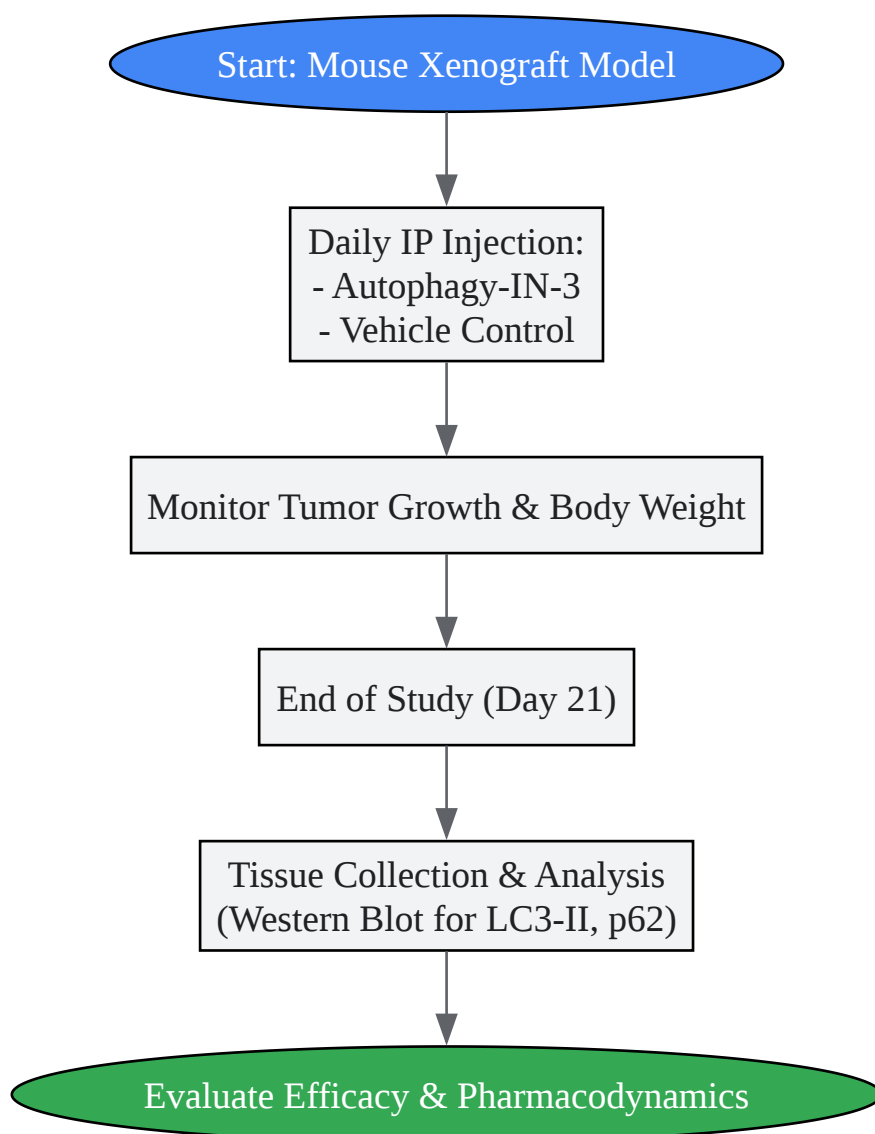 Start: Mouse Xenograft Model
Daily IP Injection:
- Autophagy-IN-3
- Vehicle Control
Monitor Tumor Growth & Body Weight
End of Study (Day 21)
Tissue Collection & Analysis
(Western Blot for LC3-II, p62)
Evaluate Efficacy & Pharmacodynamics